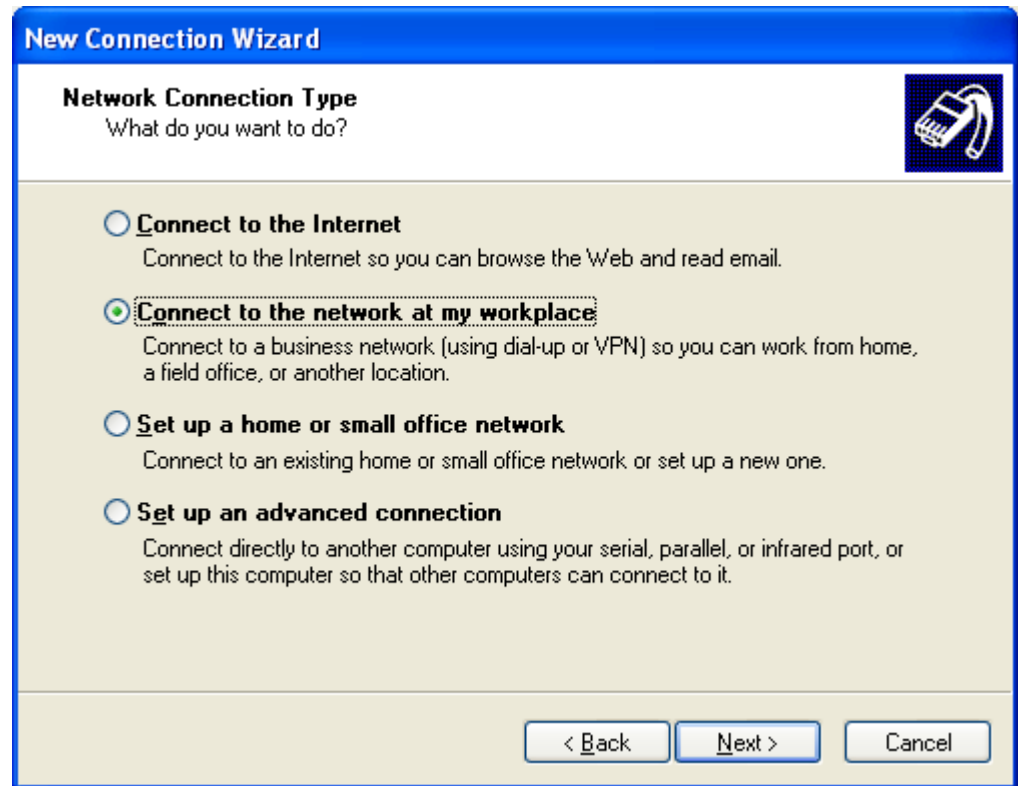 New Connection Wizard
Network Connection Type
What do you want to do?
Connect to the Internet
Connect to the Internet so you can browse the Web and read email.
Connect to the network at my workplace
Connect to a business network (using dial-up or VPN) so you can work from home,
a field office, or another location.
Set up a home or small office network
Connect to an existing home or small office network or set up a new one.
Set up an advanced connection
Connect directly to another computer using your serial, parallel, or infrared port, or
set up this computer so that other computers can connect to it.
< Back Next > Cancel